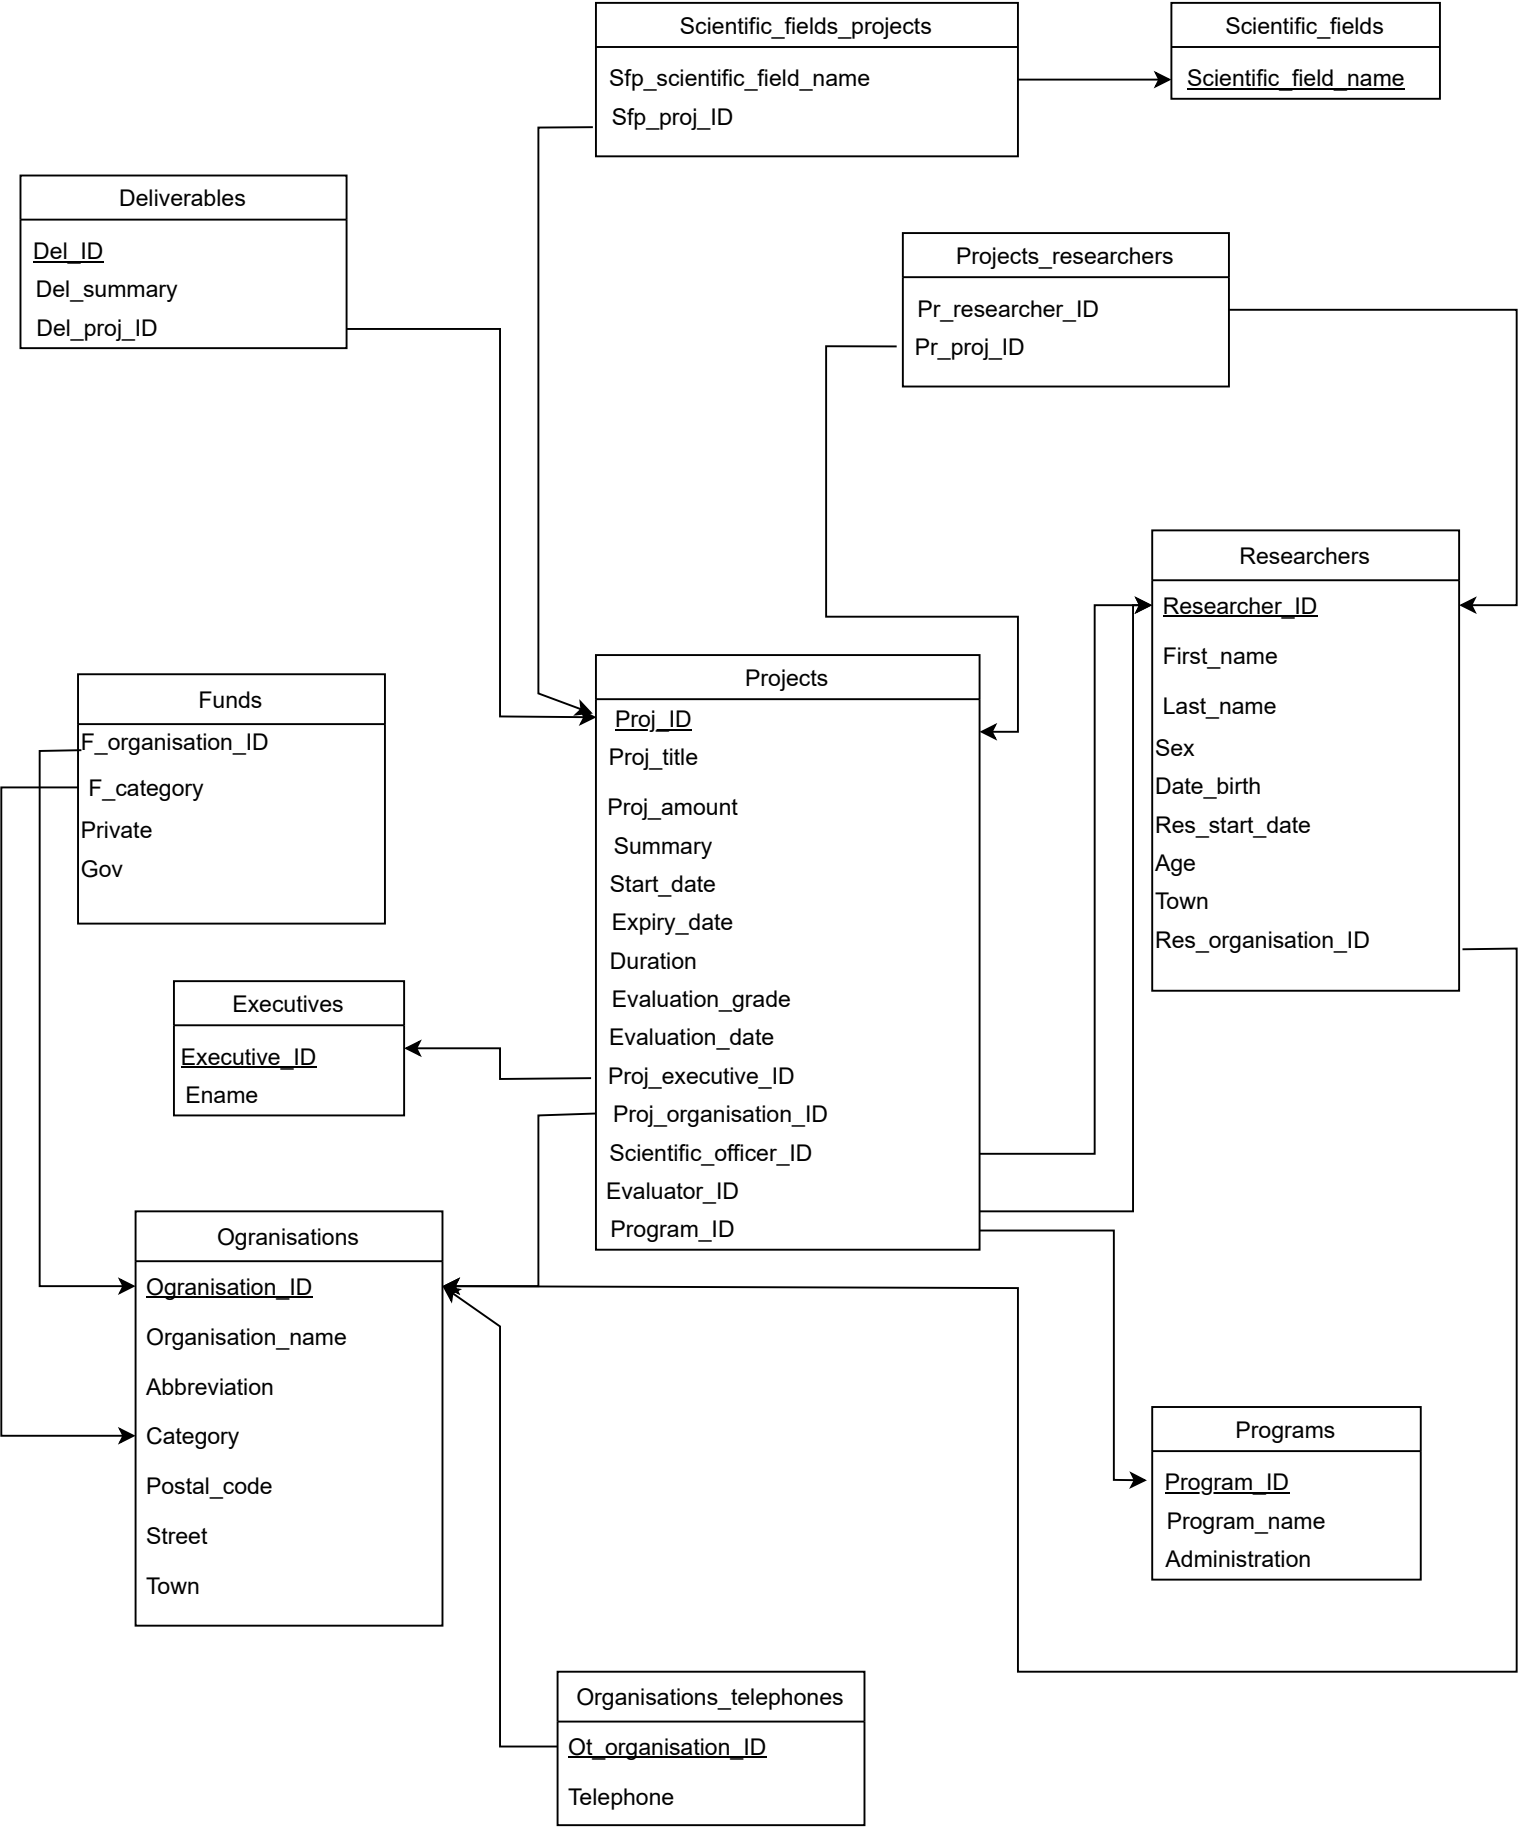 Scientific_fields_projects
Sfp_scientific_field_name
Sfp_proj_ID
Scientific_fields
Scientific_field_name
Deliverables
Del_ID
Del_summary
Del_proj_ID
Projects_researchers
Pr_researcher_ID
Pr_proj_ID
Researchers
Researcher_ID
First_name
Last_name
Sex
Date_birth
Res_start_date
Age
Town
Res_organisation_ID
Projects
Proj_ID
Proj_title
Proj_amount
Summary
Start_date
Expiry_date
Duration
Evaluation_grade
Evaluation_date
Proj_executive_ID
Proj_organisation_ID
Scientific_officer_ID
Evaluator_ID
Program_ID
Funds
F_organisation_ID
F_category
Private
Gov
Executives
Executive_ID
Ename
Ogranisations
Ogranisation_ID
Organisation_name
Abbreviation
Category
Postal_code
Street
Town
Programs
Program_ID
Program_name
Administration
Organisations_telephones
Ot_organisation_ID
Telephone